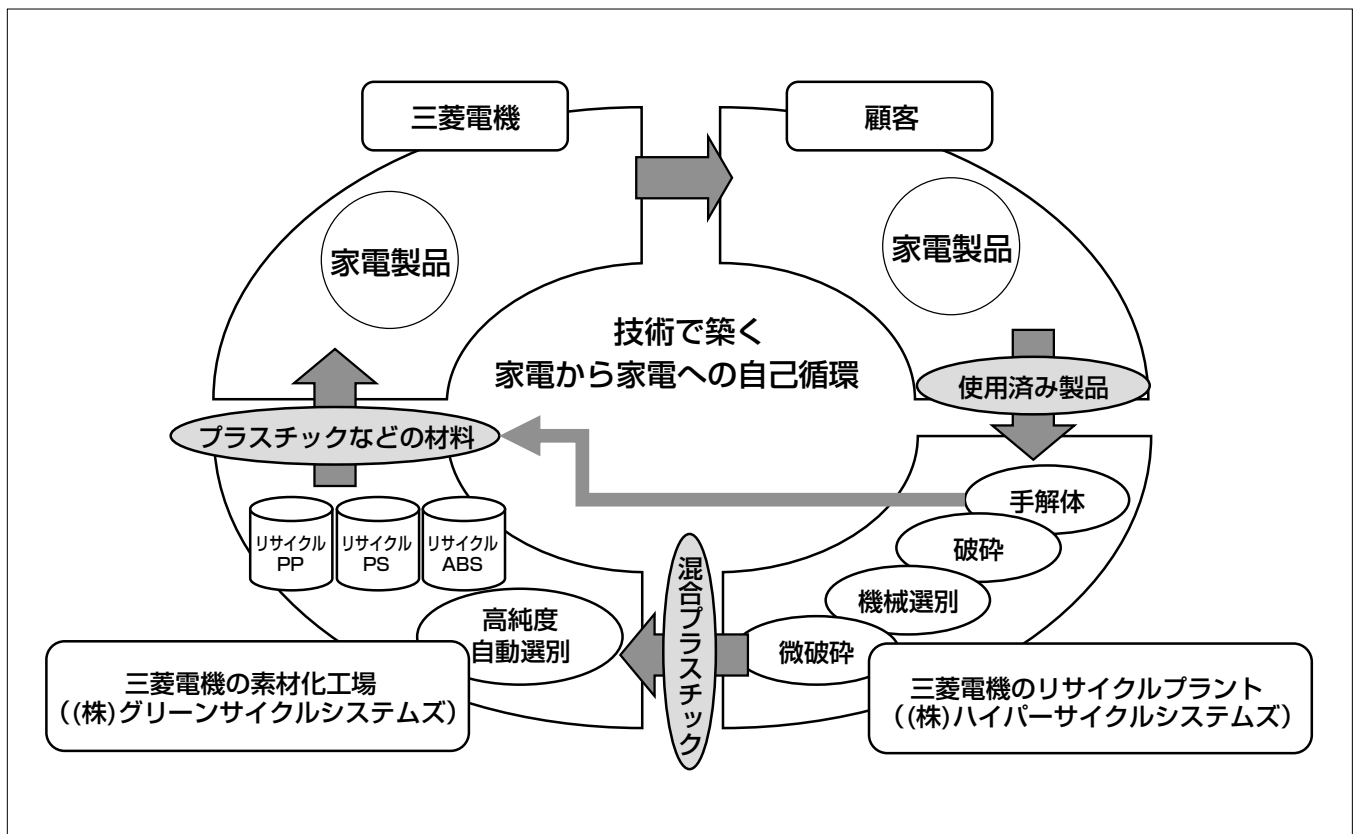 三菱電機
顧客
家電製品
家電製品
技術で築く
家電から家電への自己循環
使用済み製品
プラスチックなどの材料
手解体
破砕
機械選別
微破砕
混合プラスチック
リサイクル
PP
リサイクル
PS
リサイクル
ABS
高純度
自動選別
三菱電機の素材化工場
((株)グリーンサイクルシステムズ)
三菱電機のリサイクルプラント
((株)ハイパーサイクルシステムズ)